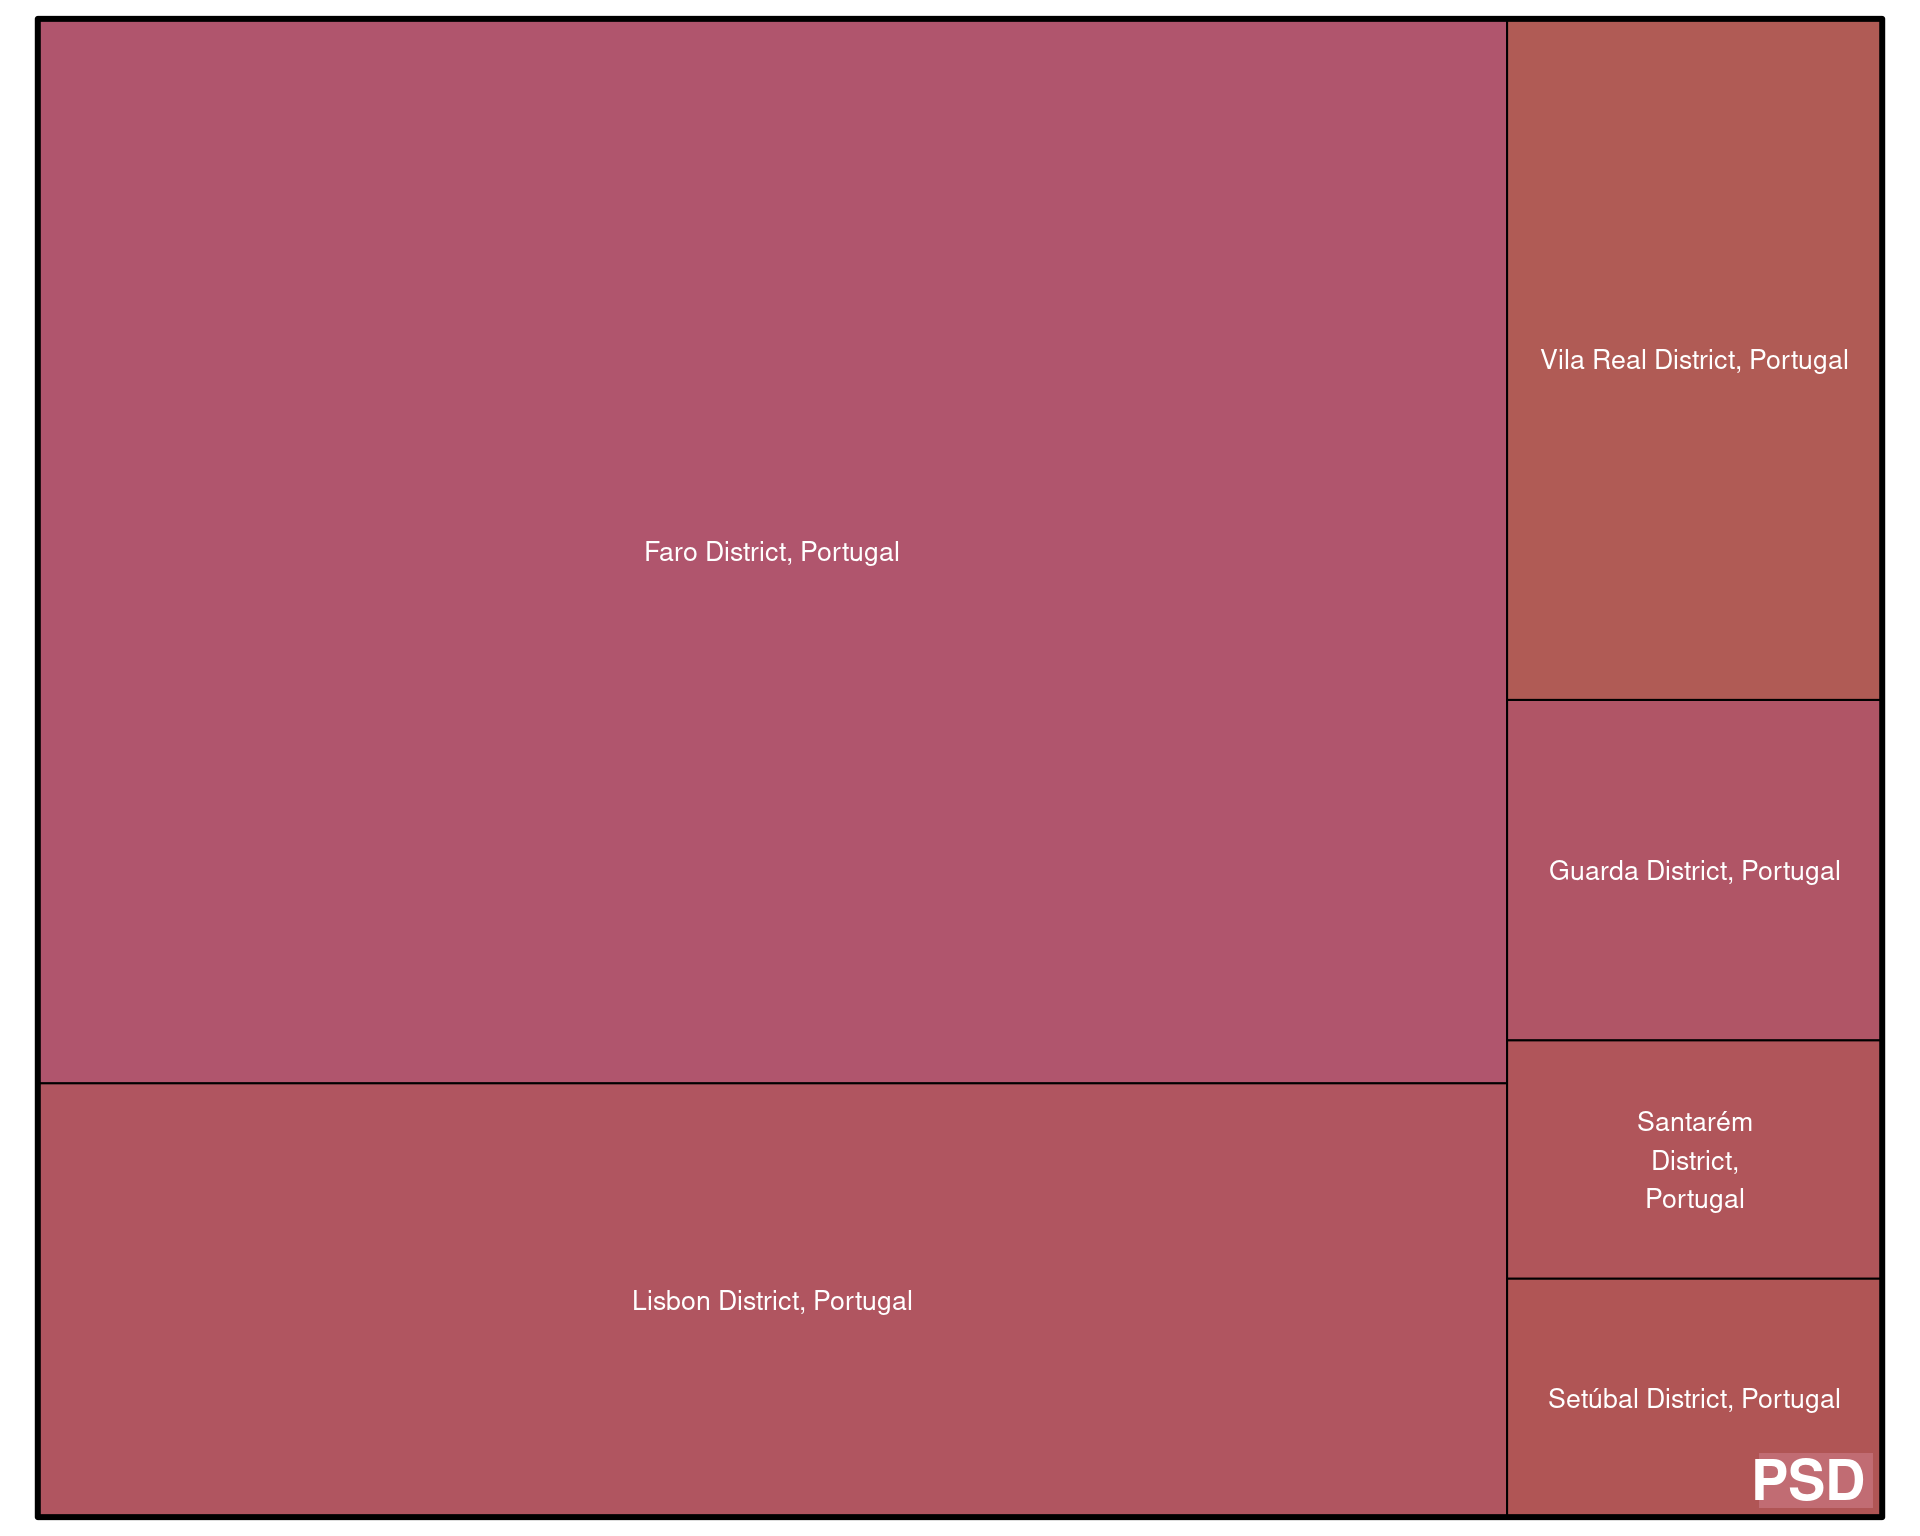 Faro District, Portugal
Lisbon District, Portugal
Vila Real District, Portugal
Guarda District, Portugal
Santarém
District,
Portugal
Setúbal District, Portugal
PSD